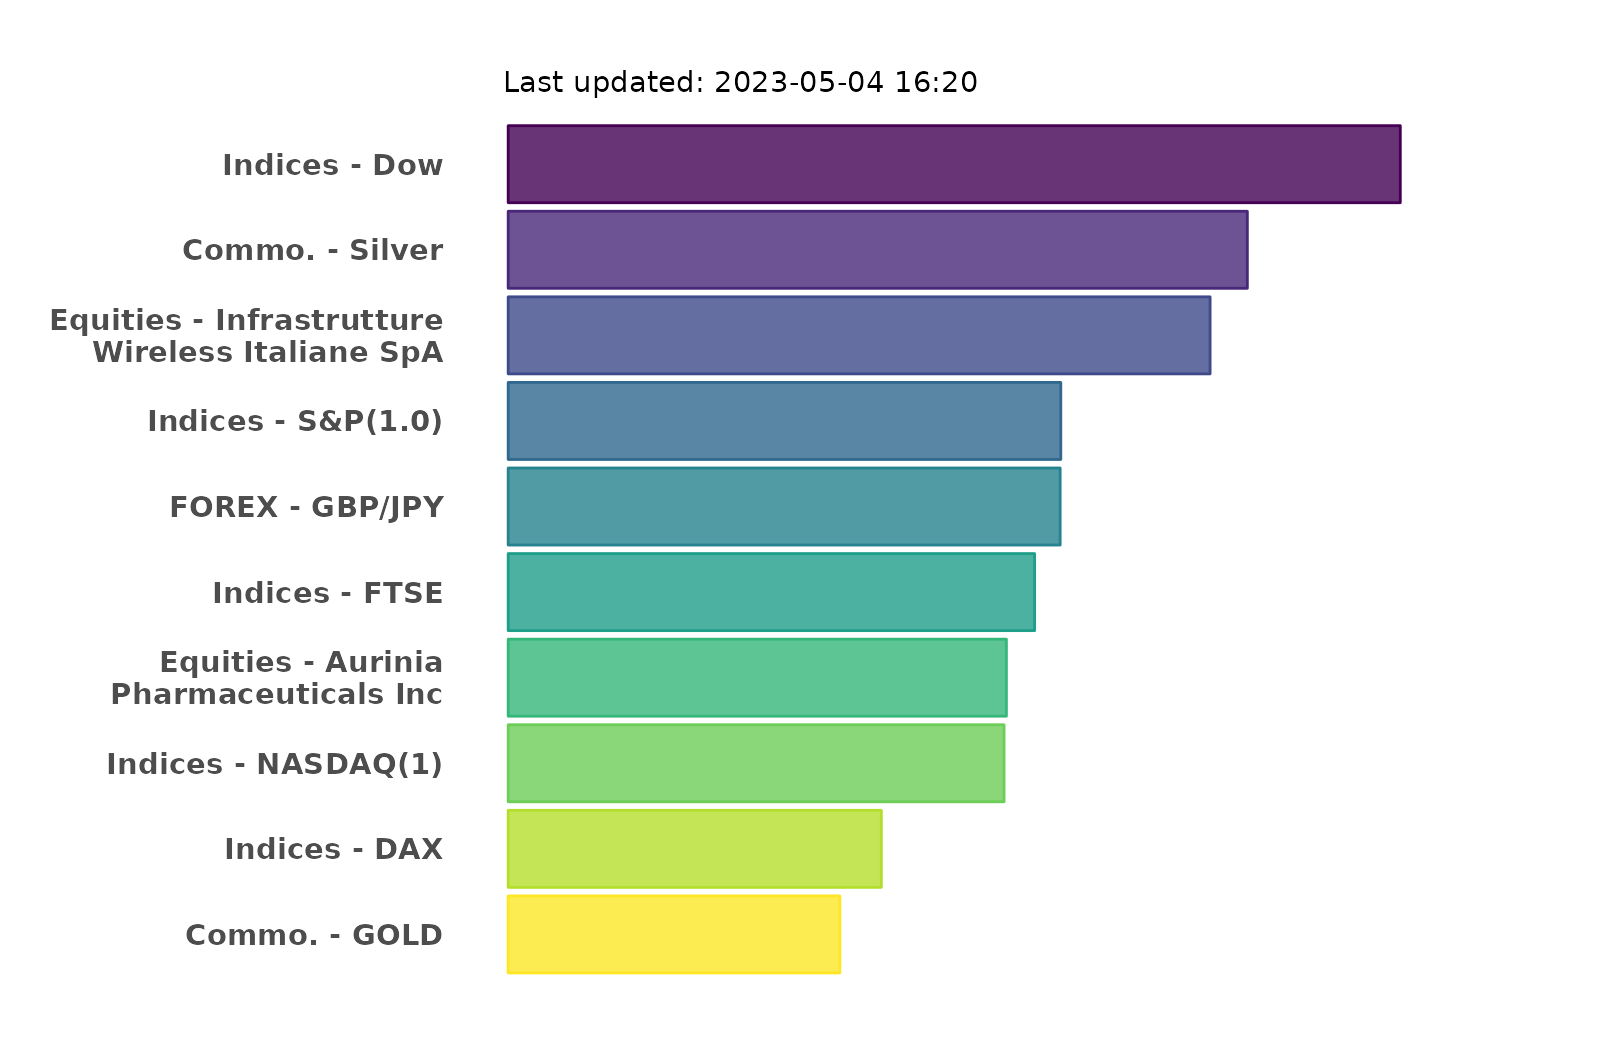 Last updated: 2023-05-04 16:20
Indices - Dow
Commo. - Silver
Equities - Infrastrutture
Wireless Italiane SpA
Indices - S&P(1.0)
FOREX - GBP/JPY
Indices - FTSE
Equities - Aurinia
Pharmaceuticals Inc
Indices - NASDAQ(1)
Indices - DAX
Commo. - GOLD